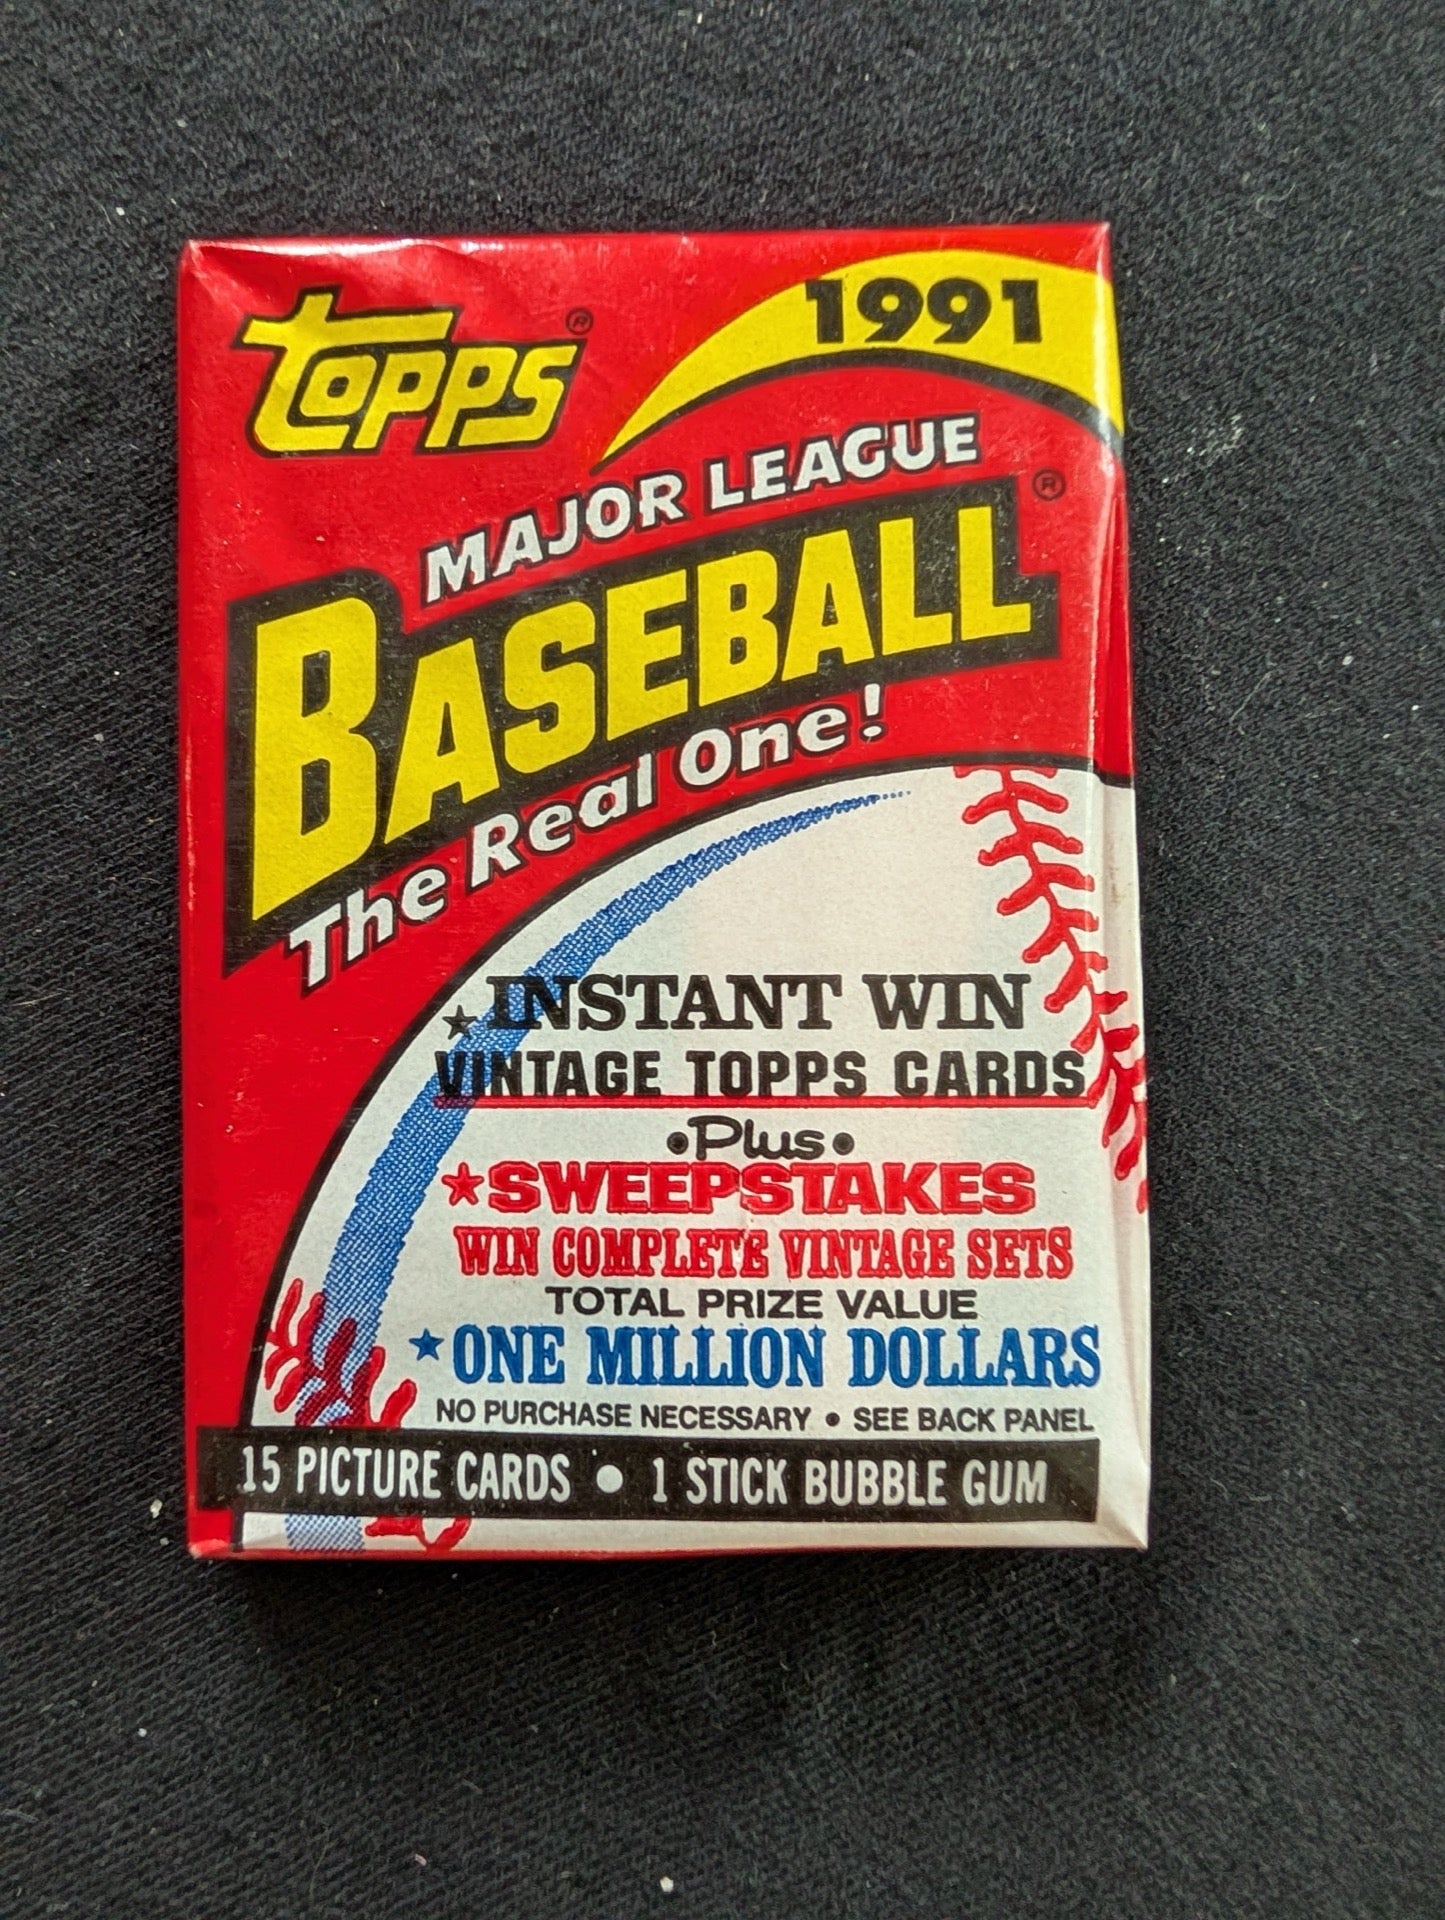 Topps®
1991
MAJOR LEAGUE
BASEBALL®
The Real One!
★INSTANT WIN
VINTAGE TOPPS CARDS
•Plus•
★SWEEPSTAKES
WIN COMPLETE VINTAGE SETS
TOTAL PRIZE VALUE
★ONE MILLION DOLLARS
NO PURCHASE NECESSARY • SEE BACK PANEL
15 PICTURE CARDS • 1 STICK BUBBLE GUM